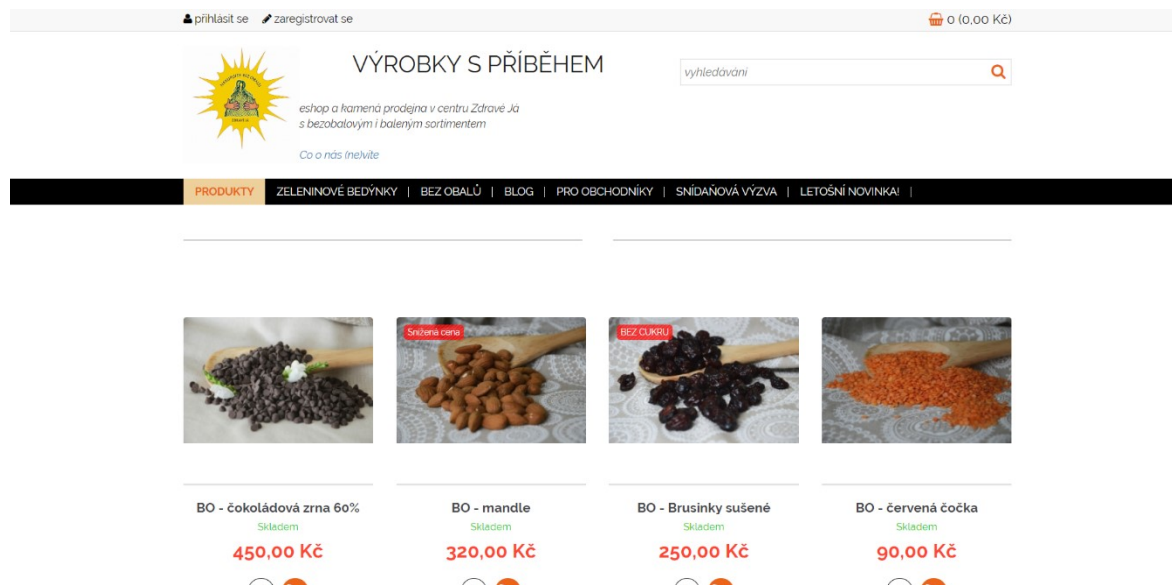 přihlásit se zaregistrovat se 0 (0,00 Kč)
VÝROBKY S PŘÍBĚHEM
vyhledávání
eshop a kamená prodejna v centru Zdravé Já
s bezobalovým i baleným sortimentem
Co o nás (ne)víte
PRODUKTY ZELENINOVÉ BEDÝNKY | BEZ OBALŮ | BLOG | PRO OBCHODNÍKY | SNÍDAŇOVÁ VÝZVA | LETOŠNÍ NOVINKA! |
Snížená cena BEZ CUKRU
BO - čokoládová zrna 60% BO - mandle BO - Brusinky sušené BO - červená čočka
Skladem Skladem Skladem Skladem
450,00 Kč 320,00 Kč 250,00 Kč 90,00 Kč